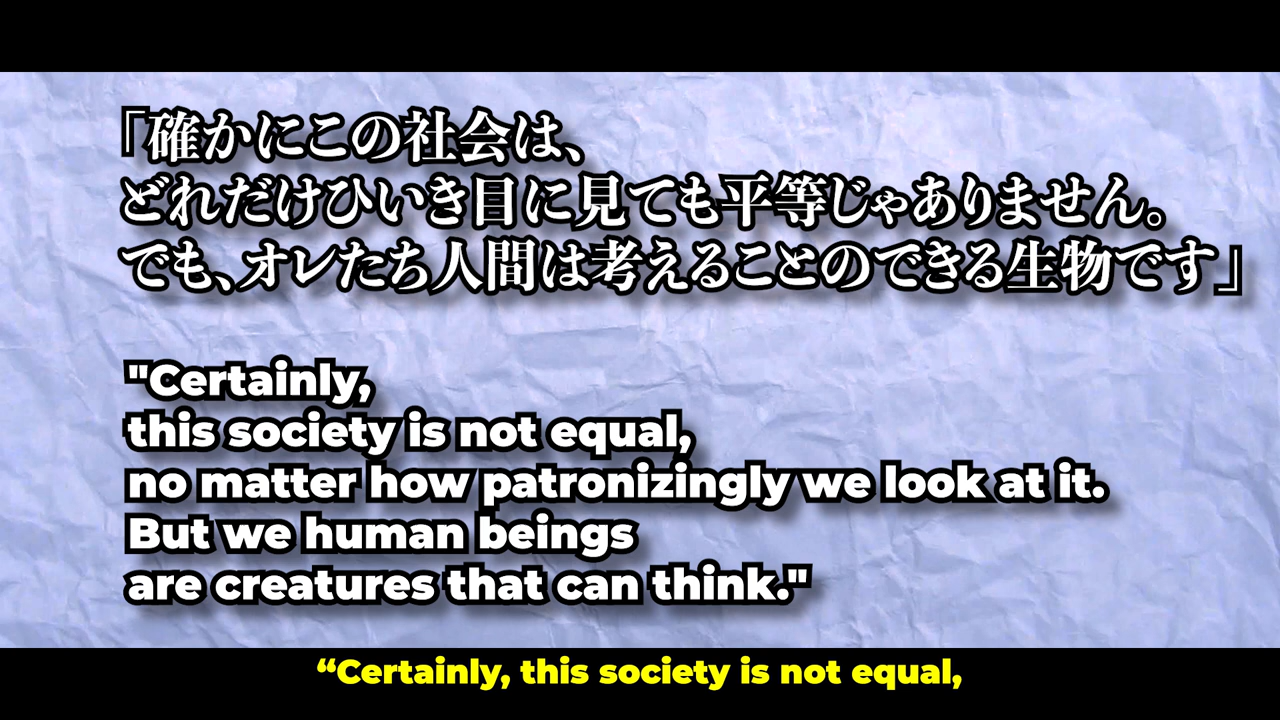 「確かにこの社会は、
どれだけひいき目に見ても平等じゃありません。
でも、オレたち人間は考えることのできる生物です」
"Certainly,
this society is not equal,
no matter how patronizingly we look at it.
But we human beings
are creatures that can think."
“Certainly, this society is not equal,